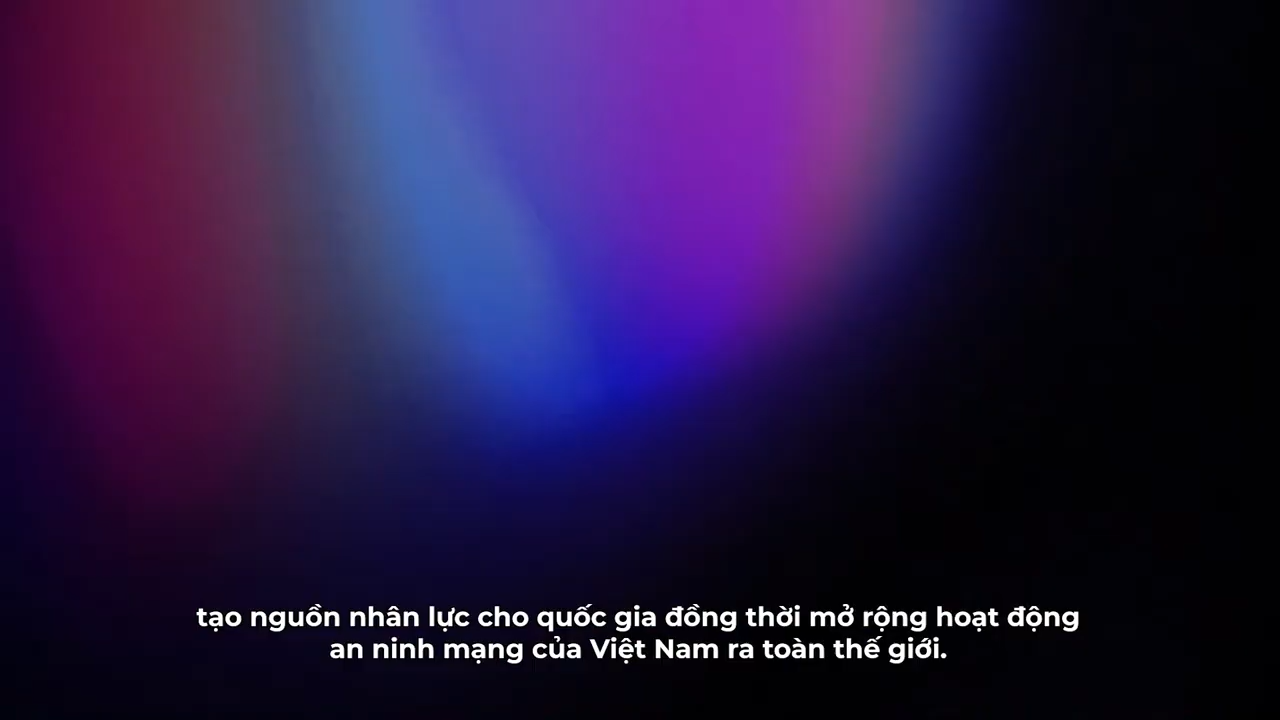 tạo nguồn nhân lực cho quốc gia đồng thời mở rộng hoạt động
an ninh mạng của Việt Nam ra toàn thế giới.